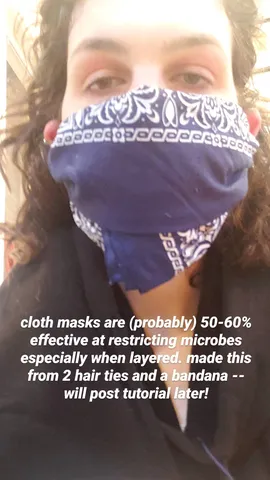 cloth masks are (probably) 50-60%
effective at restricting microbes
especially when layered. made this
from 2 hair ties and a bandana --
will post tutorial later!